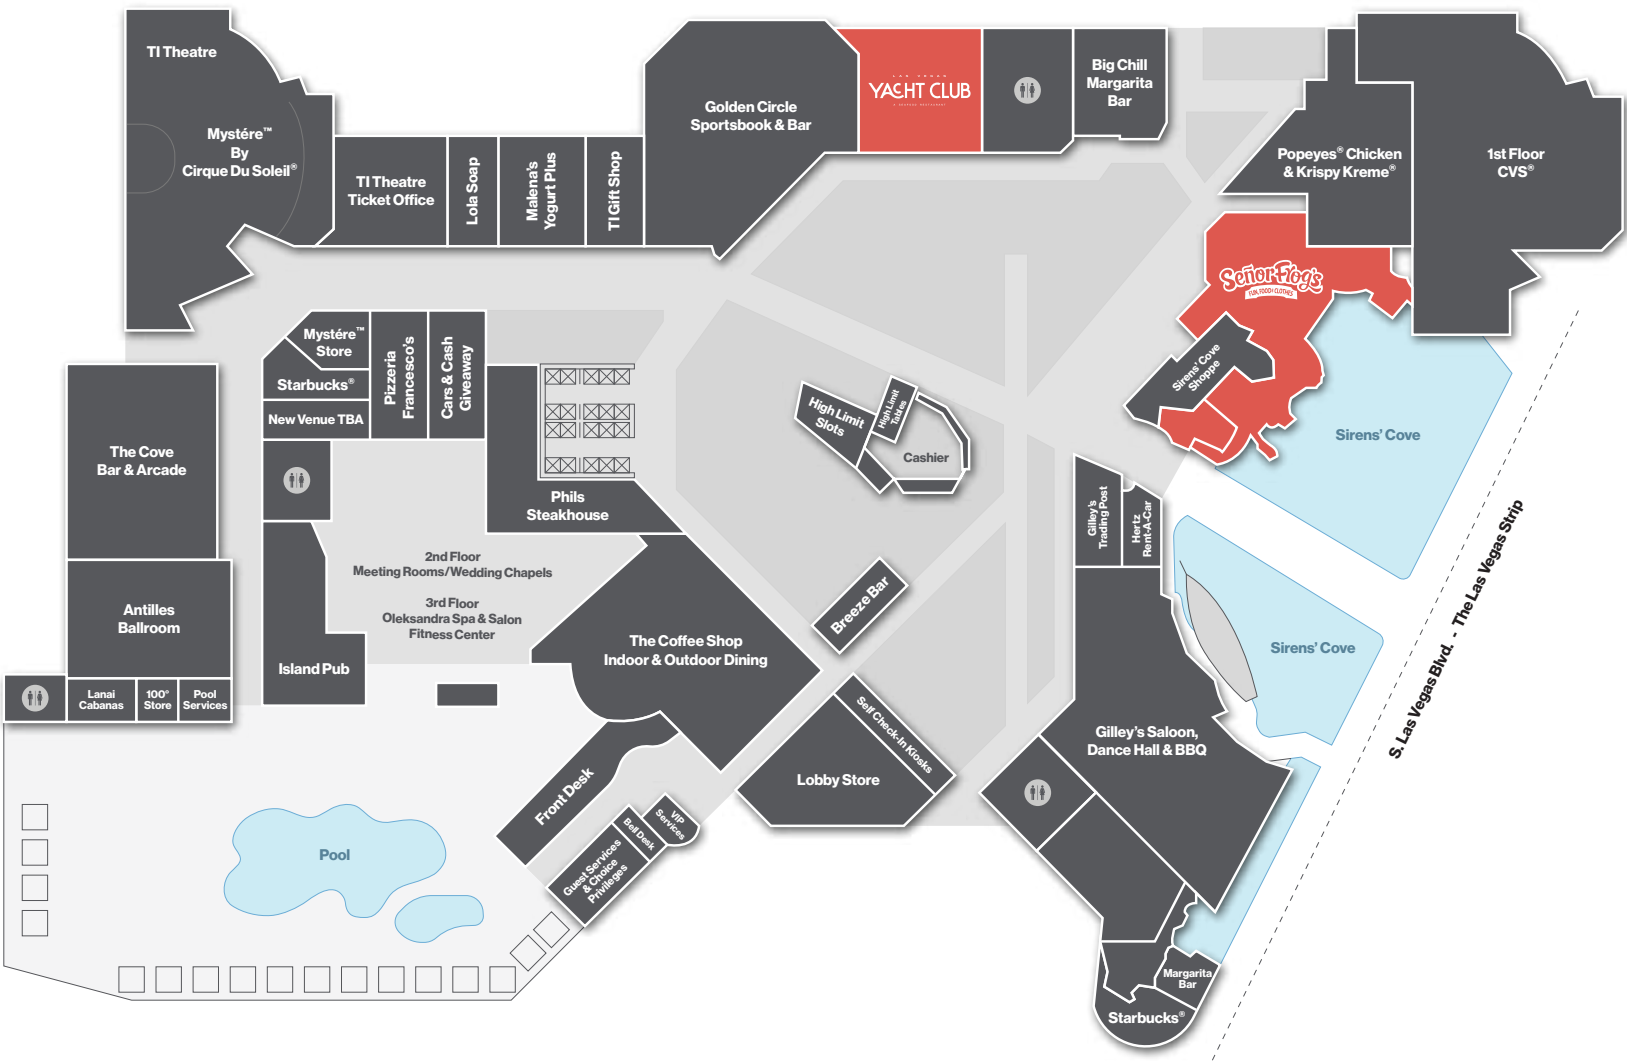 TI Theatre
Mystére™
By
Cirque Du Soleil®
TI Theatre
Ticket Office
Lola Soap
Malena's
Yogurt Plus
TI Gift Shop
Golden Circle
Sportsbook & Bar
YACHT CLUB
Big Chill
Margarita
Bar
Popeyes® Chicken
& Krispy Kreme®
1st Floor
CVS®
Señor Frog's
FUN, FOOD & CLOTHES
Sirens' Cove
Shoppe
Sirens' Cove
Mystére™
Store
Starbucks®
New Venue TBA
Pizzeria
Francesco's
Cars & Cash
Giveaway
The Cove
Bar & Arcade
Phils
Steakhouse
High Limit
Slots
High Limit
Tables
Cashier
Gilley's
Trading Post
Hertz
Rent-A-Car
2nd Floor
Meeting Rooms/Wedding Chapels
3rd Floor
Oleksandra Spa & Salon
Fitness Center
Antilles
Ballroom
Island Pub
The Coffee Shop
Indoor & Outdoor Dining
Breeze Bar
Sirens' Cove
S. Las Vegas Blvd. - The Las Vegas Strip
Lanai
Cabanas
100°
Store
Pool
Services
Self Check-In Kiosks
Lobby Store
Gilley's Saloon,
Dance Hall & BBQ
Front Desk
VIP
Services
Bell Desk
Guest Services
& Choice
Privileges
Pool
Margarita
Bar
Starbucks®